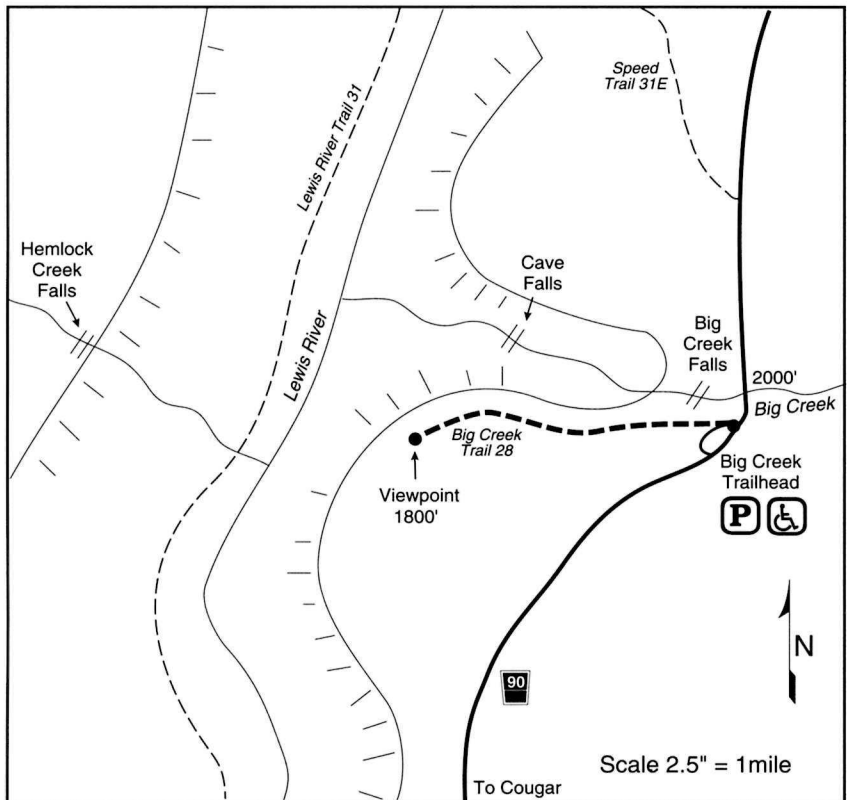 Speed
Trail 31E
Lewis River Trail 31
Hemlock
Creek
Falls
Cave
Falls
Big
Creek
Falls
Lewis River
2000'
Big Creek
Big Creek
Trail 28
Big Creek
Trailhead
P
Viewpoint
1800'
N
90
Scale 2.5" = 1mile
To Cougar